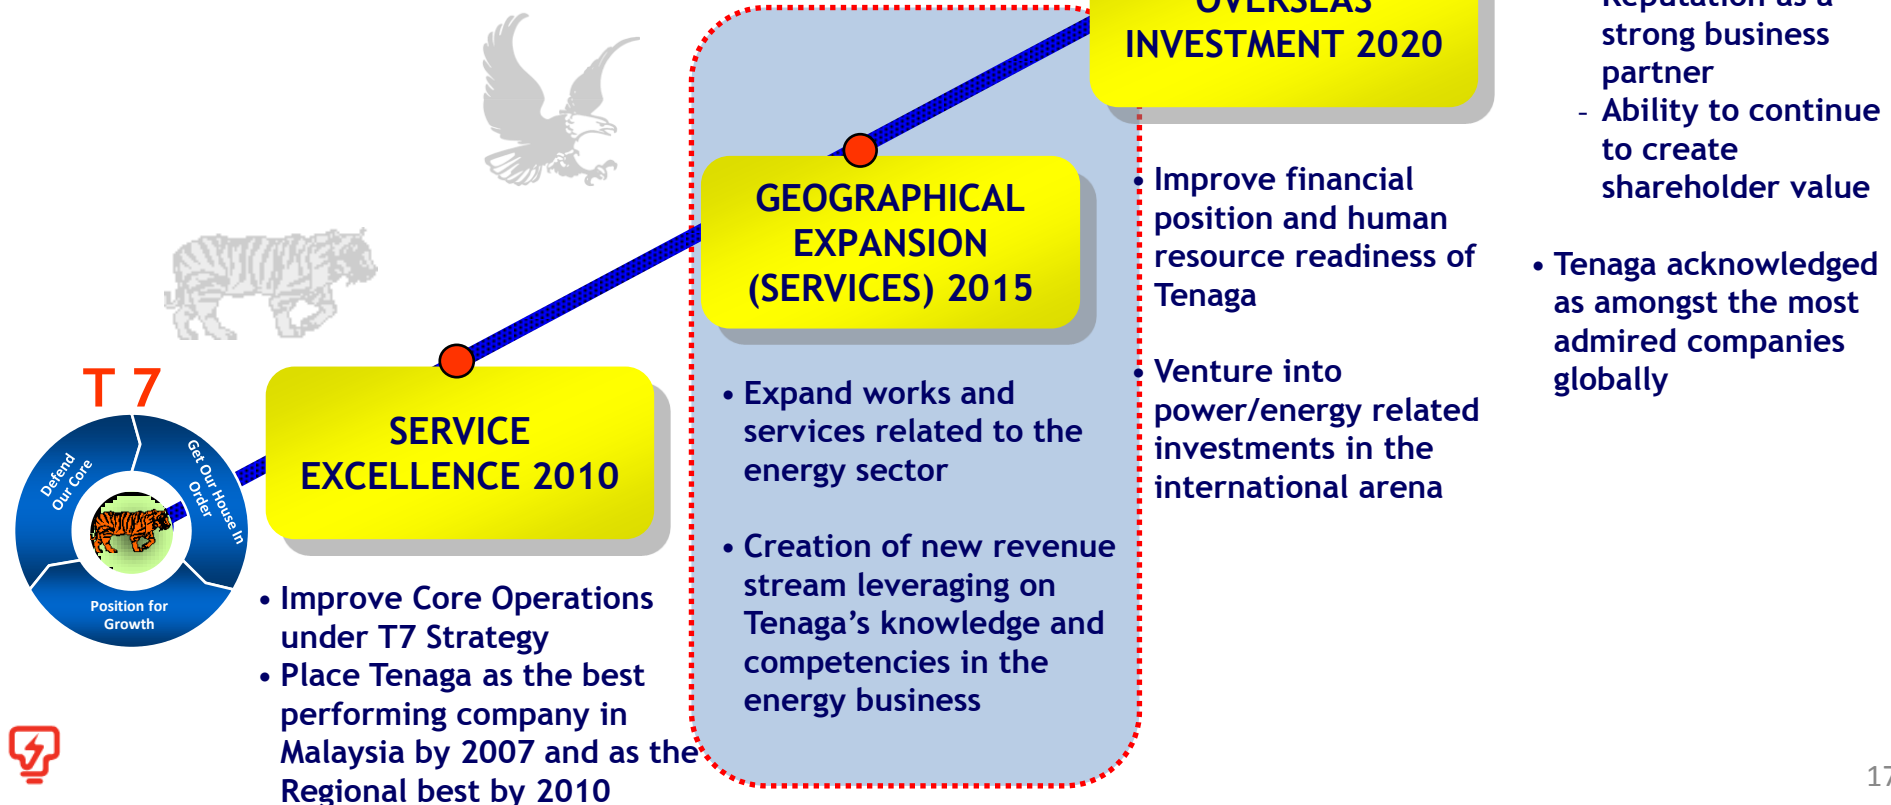 OVERSEAS
INVESTMENT 2020
Reputation as a
strong business
partner
- Ability to continue
to create
shareholder value
• Tenaga acknowledged
as amongst the most
admired companies
globally
• Improve financial
position and human
resource readiness of
Tenaga
• Venture into
power/energy related
investments in the
international arena
GEOGRAPHICAL
EXPANSION
(SERVICES) 2015
• Expand works and
services related to the
energy sector
• Creation of new revenue
stream leveraging on
Tenaga’s knowledge and
competencies in the
energy business
SERVICE
EXCELLENCE 2010
• Improve Core Operations
under T7 Strategy
• Place Tenaga as the best
performing company in
Malaysia by 2007 and as the
Regional best by 2010
T 7
Defend
Our Core
Get Our House In
Order
Position for
Growth
17